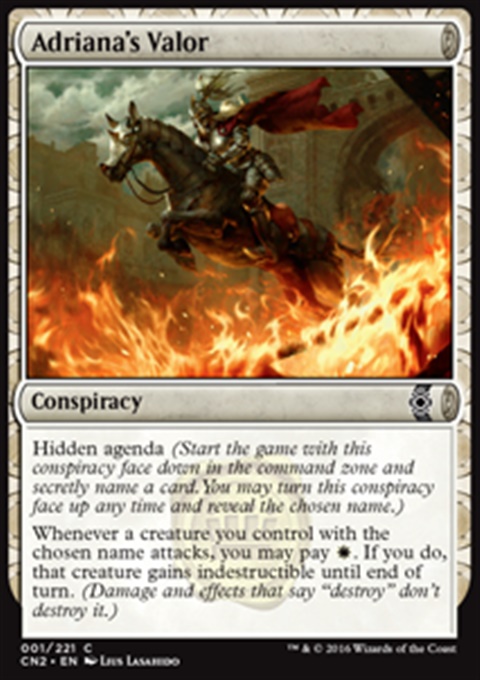 Adriana's Valor
Conspiracy
Hidden agenda (Start the game with this
conspiracy face down in the command zone and
secretly name a card. You may turn this conspiracy
face up any time and reveal the chosen name.)
Whenever a creature you control with the
chosen name attacks, you may pay . If you do,
that creature gains indestructible until end of
turn. (Damage and effects that say “destroy” don't
destroy it.)
001/221 C
CN2 • EN Lius Lasahido
™ & © 2016 Wizards of the Coast